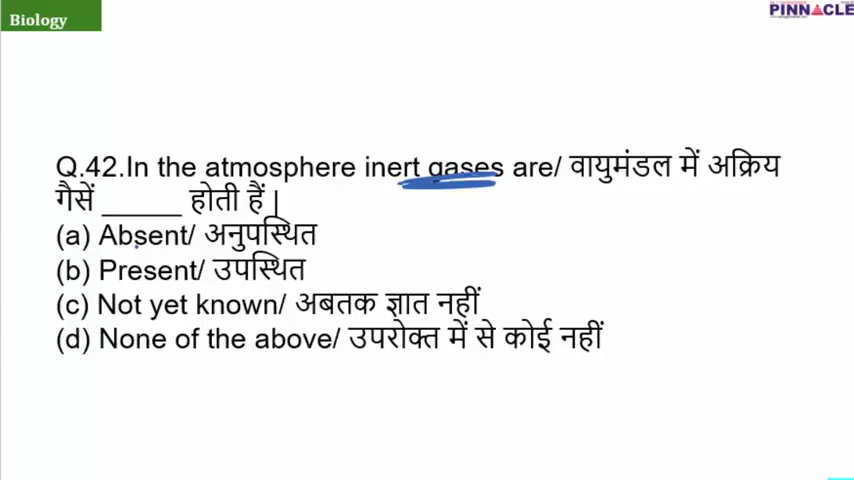 Biology
PINNACLE
Q.42.In the atmosphere inert gases are/ वायुमंडल में अक्रिय
गैसें _____ होती हैं |
(a) Absent/ अनुपस्थित
(b) Present/ उपस्थित
(c) Not yet known/ अबतक ज्ञात नहीं
(d) None of the above/ उपरोक्त में से कोई नहीं